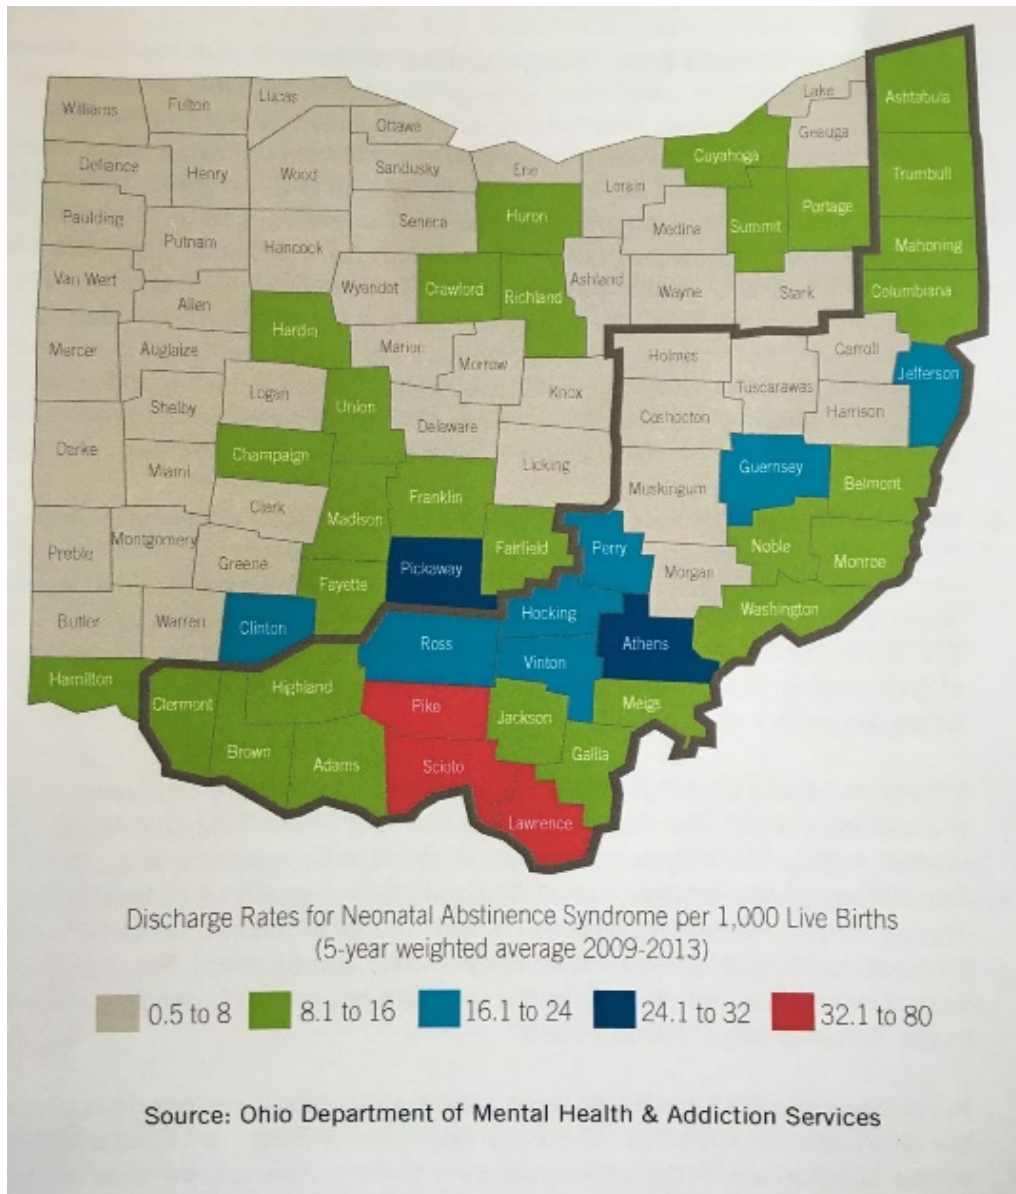 Williams
Fulton
Lucas
Ottawa
Lake
Geauga
Ashtabula
Defiance
Henry
Wood
Sandusky
Erie
Lorain
Cuyahoga
Trumbull
Paulding
Putnam
Hancock
Seneca
Huron
Medina
Summit
Portage
Mahoning
Van Wert
Allen
Wyandot
Crawford
Richland
Ashland
Wayne
Stark
Columbiana
Mercer
Auglaize
Hardin
Marion
Morrow
Knox
Holmes
Tuscarawas
Carroll
Jefferson
Shelby
Logan
Union
Delaware
Coshocton
Harrison
Darke
Miami
Champaign
Franklin
Licking
Muskingum
Guernsey
Belmont
Clark
Madison
Preble
Montgomery
Greene
Fayette
Pickaway
Fairfield
Perry
Morgan
Noble
Monroe
Butler
Warren
Clinton
Ross
Hocking
Vinton
Athens
Washington
Hamilton
Clermont
Highland
Pike
Jackson
Meigs
Brown
Adams
Scioto
Gallia
Lawrence
Discharge Rates for Neonatal Abstinence Syndrome per 1,000 Live Births
(5-year weighted average 2009-2013)
0.5 to 8 8.1 to 16 16.1 to 24 24.1 to 32 32.1 to 80
Source: Ohio Department of Mental Health & Addiction Services